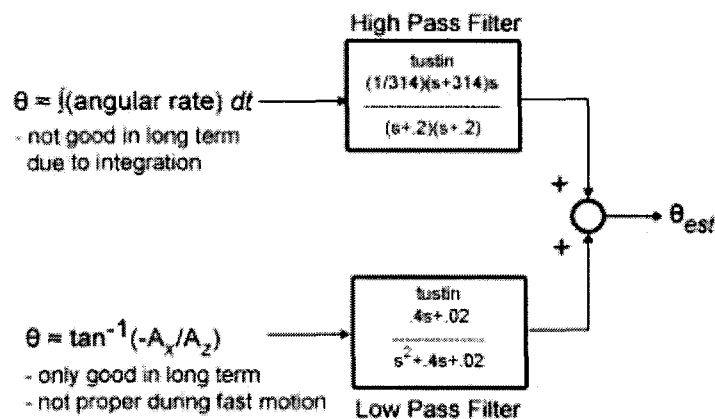 High Pass Filter
tustin
(1/314)(s+314)s
(s+.2)(s+.2)
θ = ∫(angular rate) dt
- not good in long term
due to integration
+
+
θest
tustin
.4s+.02
s²+.4s+.02
θ = tan⁻¹(-Ax/Az)
- only good in long term
- not proper during fast motion
Low Pass Filter